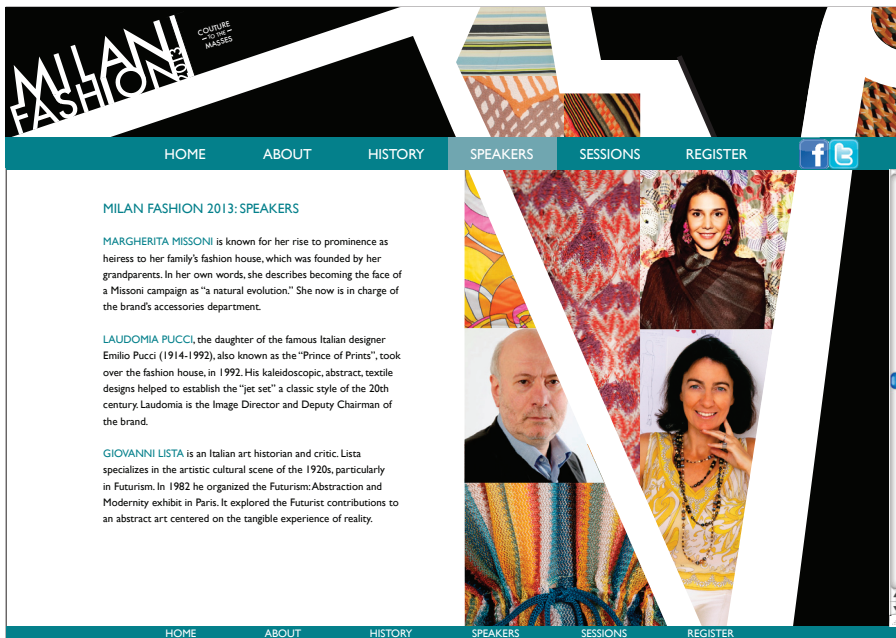 MILANI
FASHION
2013
COUTURE
TO THE
MASSES
HOME ABOUT HISTORY SPEAKERS SESSIONS REGISTER
f t
MILAN FASHION 2013: SPEAKERS
MARGHERITA MISSONI is known for her rise to prominence as
heiress to her family's fashion house, which was founded by her
grandparents. In her own words, she describes becoming the face of
a Missoni campaign as “a natural evolution.” She now is in charge of
the brand's accessories department.
LAUDOMIA PUCCI, the daughter of the famous Italian designer
Emilio Pucci (1914-1992), also known as the “Prince of Prints”, took
over the fashion house, in 1992. His kaleidoscopic, abstract, textile
designs helped to establish the “jet set” a classic style of the 20th
century. Laudomia is the Image Director and Deputy Chairman of
the brand.
GIOVANNI LISTA is an Italian art historian and critic. Lista
specializes in the artistic cultural scene of the 1920s, particularly
in Futurism. In 1982 he organized the Futurism: Abstraction and
Modernity exhibit in Paris. It explored the Futurist contributions to
an abstract art centered on the tangible experience of reality.
HOME ABOUT HISTORY SPEAKERS SESSIONS REGISTER